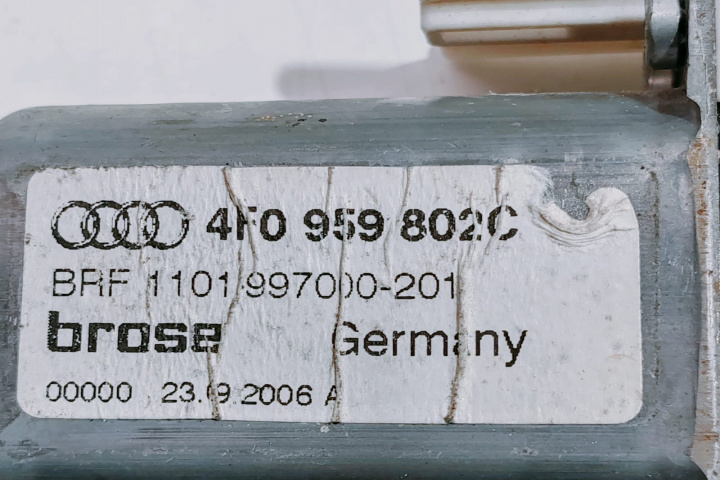 4F0 959 802C
BRF 1101 997000-201
brose Germany
00000 23.09.2006 A